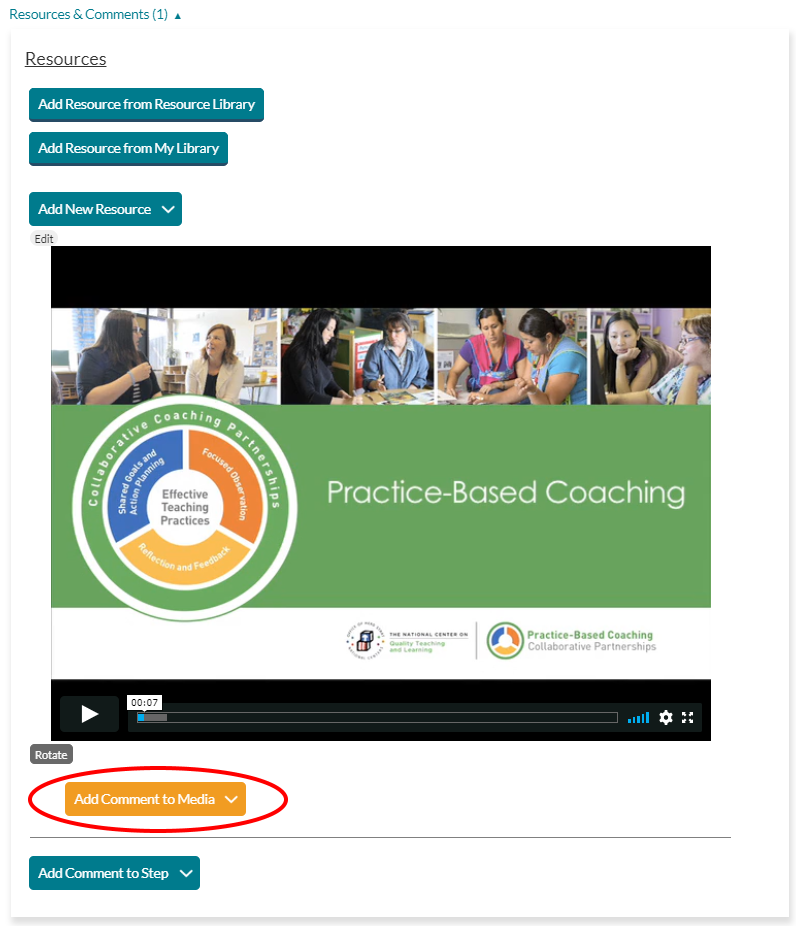 Resources & Comments (1) ▲
Resources
Add Resource from Resource Library
Add Resource from My Library
Add New Resource
Edit
Collaborative Coaching Partnerships
Shared Goals and
Action Planning
Focused Observation
Effective
Teaching
Practices
Reflection and Feedback
Practice-Based Coaching
THE NATIONAL CENTER ON
Quality Teaching
and Learning
Practice-Based Coaching
Collaborative Partnerships
00:07
Rotate
Add Comment to Media
Add Comment to Step